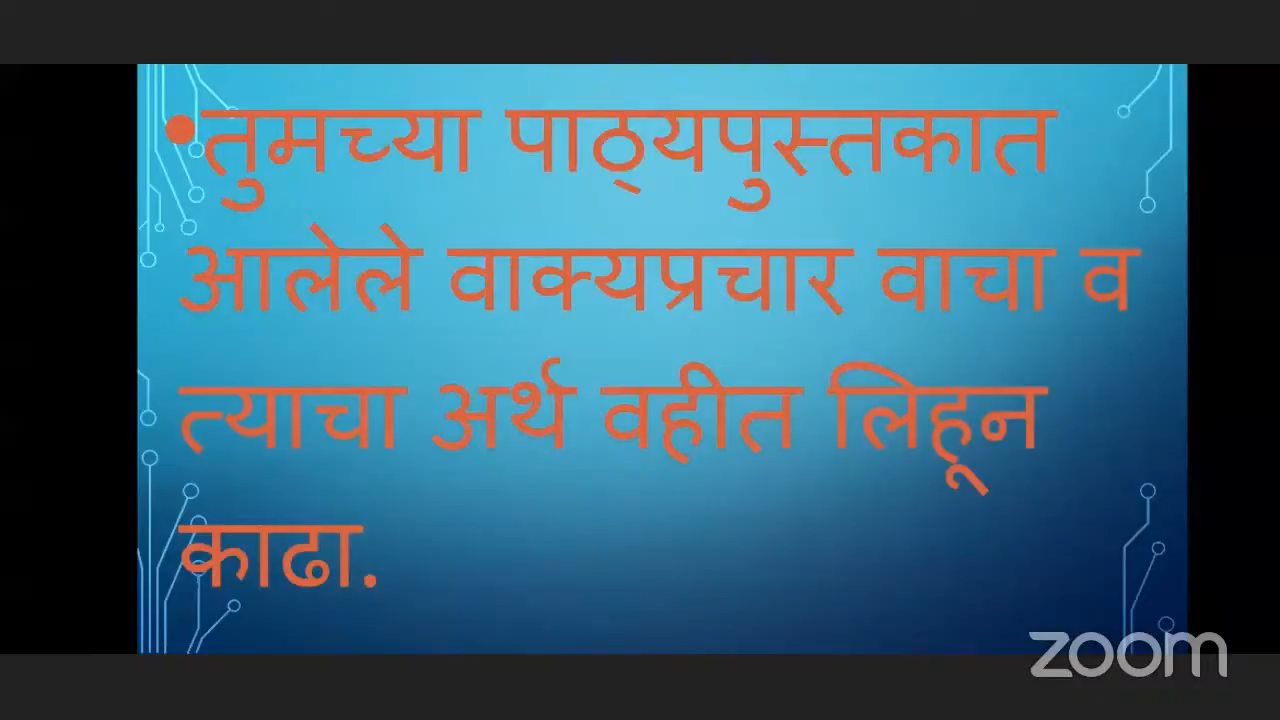 •तुमच्या पाठ्यपुस्तकात
आलेले वाक्यप्रचार वाचा व
त्याचा अर्थ वहीत लिहून
काढा.
zoom